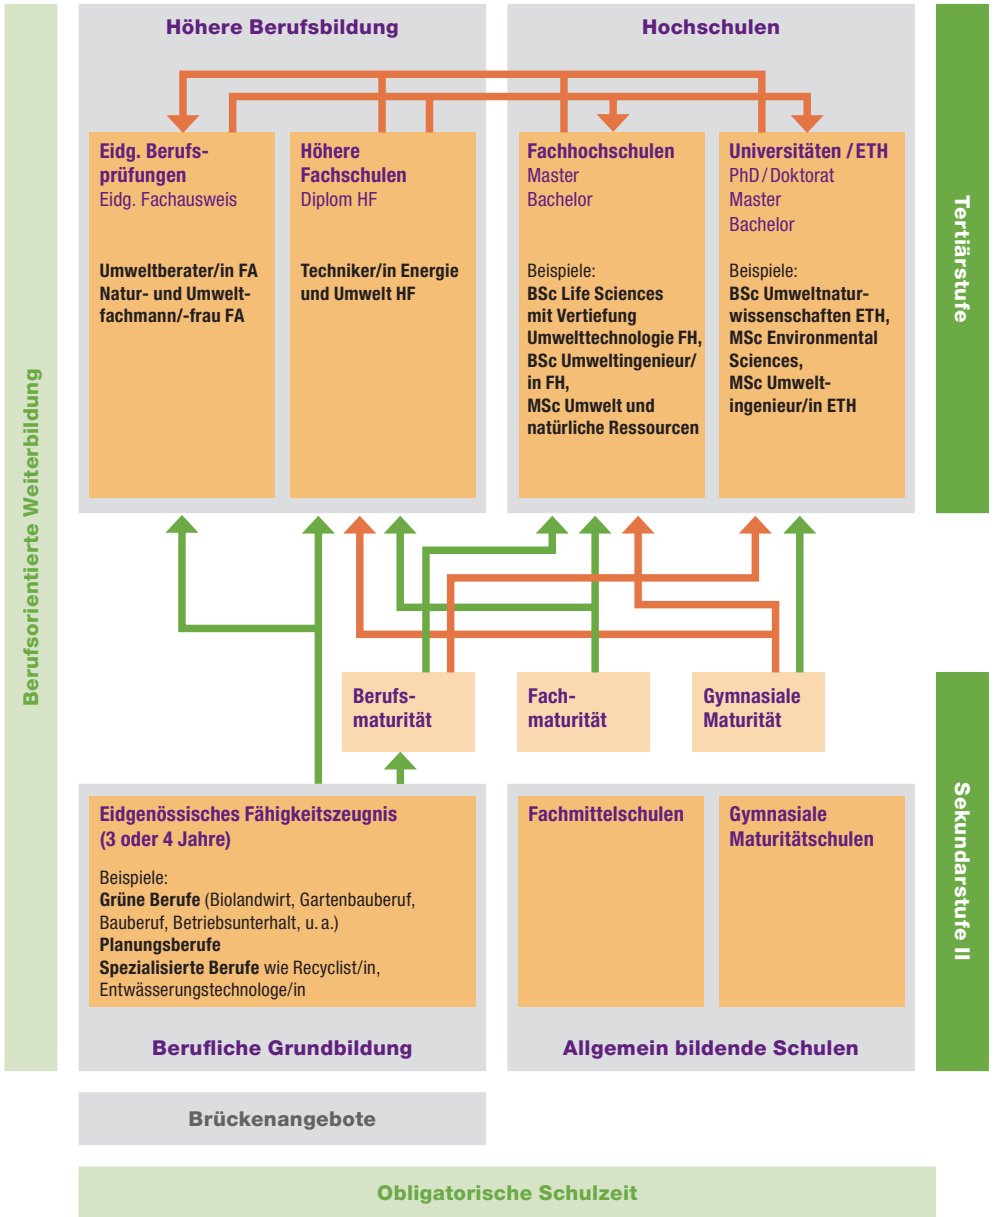 Höhere Berufsbildung
Hochschulen
Eidg. Berufs-
prüfungen
Eidg. Fachausweis
Umweltberater/in FA
Natur- und Umwelt-
fachmann/-frau FA
Höhere
Fachschulen
Diplom HF
Techniker/in Energie
und Umwelt HF
Fachhochschulen
Master
Bachelor
Beispiele:
BSc Life Sciences
mit Vertiefung
Umwelttechnologie FH,
BSc Umweltingenieur/
in FH,
MSc Umwelt und
natürliche Ressourcen
Universitäten / ETH
PhD / Doktorat
Master
Bachelor
Beispiele:
BSc Umweltnatur-
wissenschaften ETH,
MSc Environmental
Sciences,
MSc Umwelt-
ingenieur/in ETH
Tertiärstufe
Berufsorientierte Weiterbildung
Berufs-
maturität
Fach-
maturität
Gymnasiale
Maturität
Eidgenössisches Fähigkeitszeugnis
(3 oder 4 Jahre)
Beispiele:
Grüne Berufe (Biolandwirt, Gartenbauberuf,
Bauberuf, Betriebsunterhalt, u. a.)
Planungsberufe
Spezialisierte Berufe wie Recyclist/in,
Entwässerungstechnologe/in
Fachmittelschulen
Gymnasiale
Maturitätschulen
Sekundarstufe II
Berufliche Grundbildung
Allgemein bildende Schulen
Brückenangebote
Obligatorische Schulzeit